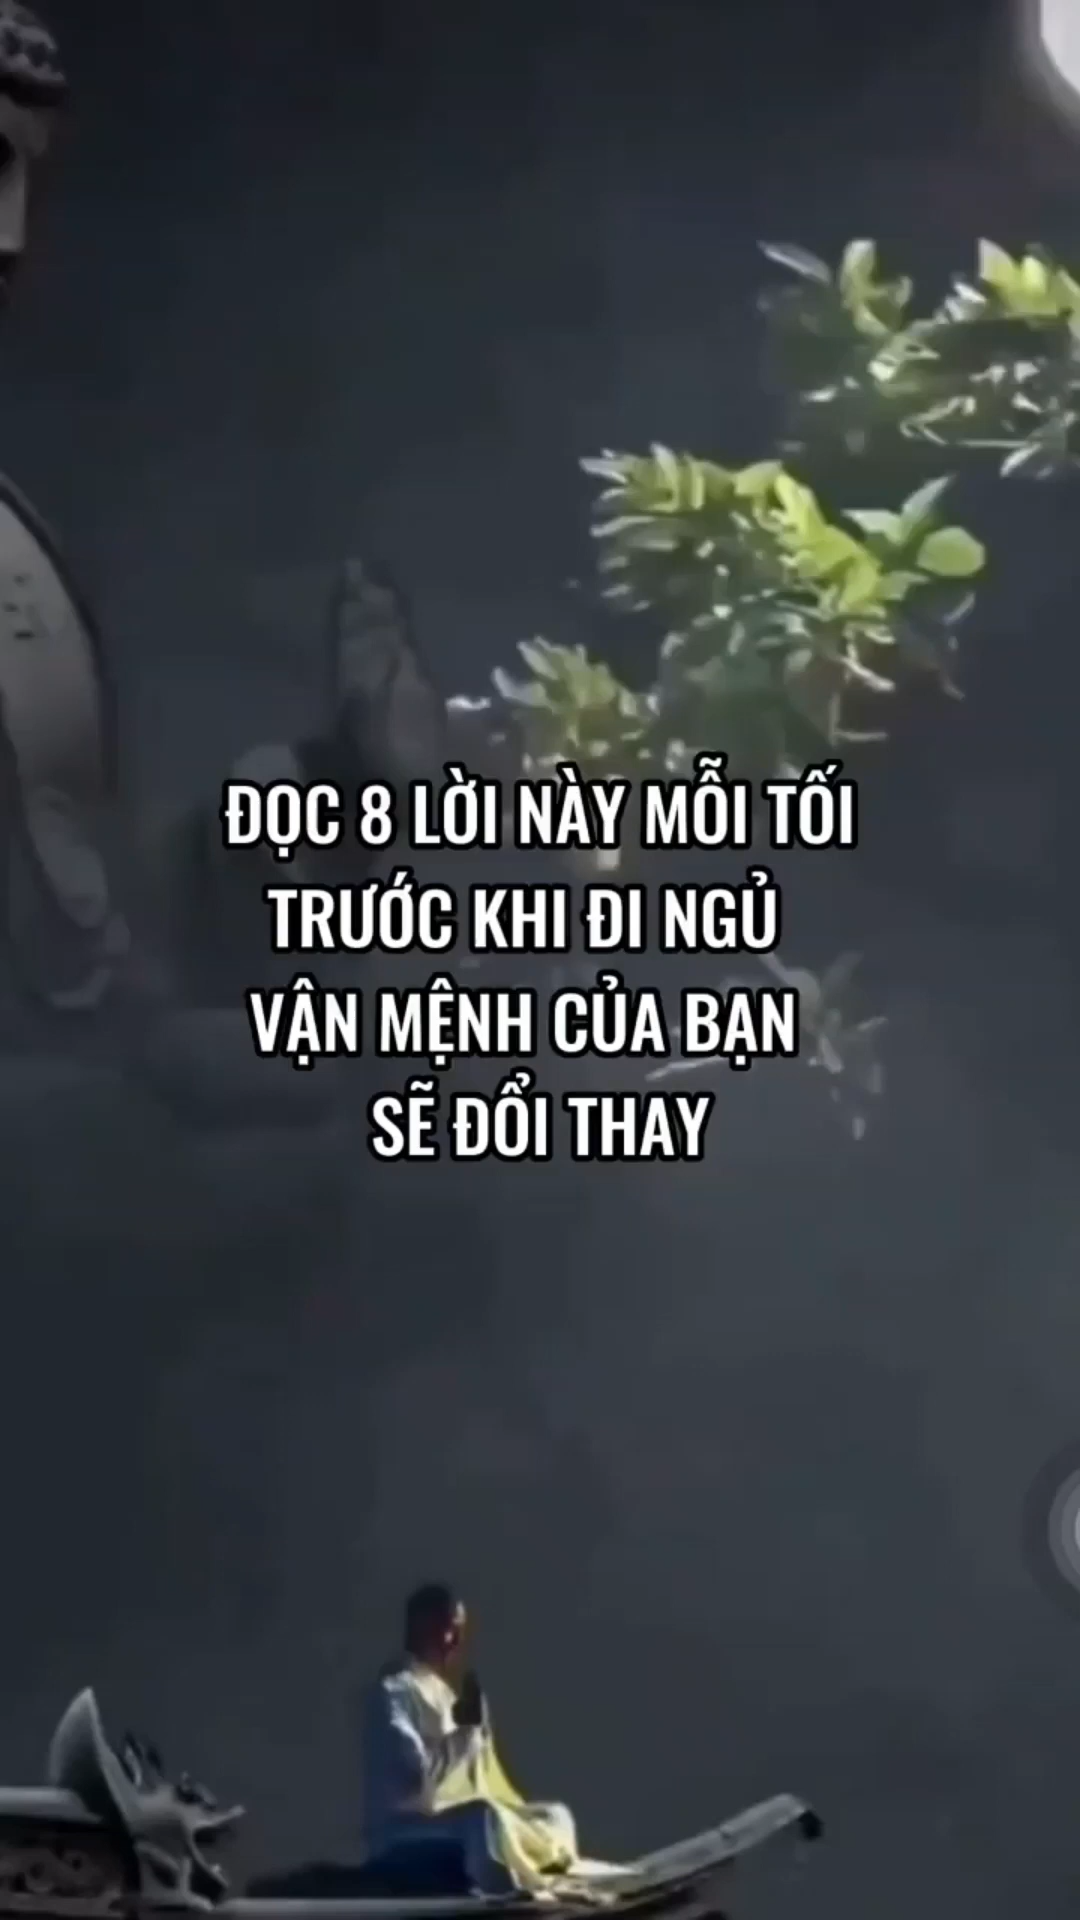 ĐỌC 8 LỜI NÀY MỖI TỐI
TRƯỚC KHI ĐI NGỦ
VẬN MỆNH CỦA BẠN
SẼ ĐỔI THAY